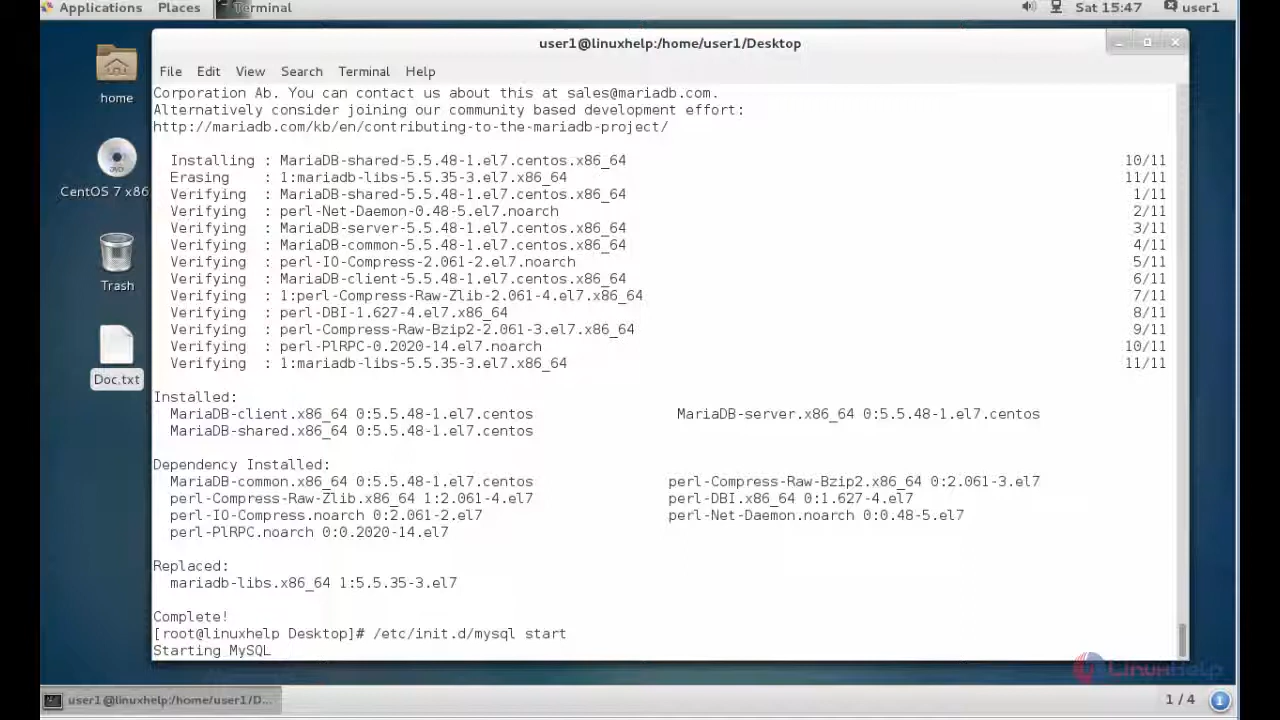 Applications Places Terminal Sat 15:47 user1
user1@linuxhelp:/home/user1/Desktop
File Edit View Search Terminal Help
home
CentOS 7 x86
Trash
Doc.txt
Corporation Ab. You can contact us about this at sales@mariadb.com.
Alternatively consider joining our community based development effort:
http://mariadb.com/kb/en/contributing-to-the-mariadb-project/
Installing : MariaDB-shared-5.5.48-1.el7.centos.x86_64 10/11
Erasing : 1:mariadb-libs-5.5.35-3.el7.x86_64 11/11
Verifying : MariaDB-shared-5.5.48-1.el7.centos.x86_64 1/11
Verifying : perl-Net-Daemon-0.48-5.el7.noarch 2/11
Verifying : MariaDB-server-5.5.48-1.el7.centos.x86_64 3/11
Verifying : MariaDB-common-5.5.48-1.el7.centos.x86_64 4/11
Verifying : perl-IO-Compress-2.061-2.el7.noarch 5/11
Verifying : MariaDB-client-5.5.48-1.el7.centos.x86_64 6/11
Verifying : 1:perl-Compress-Raw-Zlib-2.061-4.el7.x86_64 7/11
Verifying : perl-DBI-1.627-4.el7.x86_64 8/11
Verifying : perl-Compress-Raw-Bzip2-2.061-3.el7.x86_64 9/11
Verifying : perl-PlRPC-0.2020-14.el7.noarch 10/11
Verifying : 1:mariadb-libs-5.5.35-3.el7.x86_64 11/11
Installed:
MariaDB-client.x86_64 0:5.5.48-1.el7.centos MariaDB-server.x86_64 0:5.5.48-1.el7.centos
MariaDB-shared.x86_64 0:5.5.48-1.el7.centos
Dependency Installed:
MariaDB-common.x86_64 0:5.5.48-1.el7.centos perl-Compress-Raw-Bzip2.x86_64 0:2.061-3.el7
perl-Compress-Raw-Zlib.x86_64 1:2.061-4.el7 perl-DBI.x86_64 0:1.627-4.el7
perl-IO-Compress.noarch 0:2.061-2.el7 perl-Net-Daemon.noarch 0:0.48-5.el7
perl-PlRPC.noarch 0:0.2020-14.el7
Replaced:
mariadb-libs.x86_64 1:5.5.35-3.el7
Complete!
[root@linuxhelp Desktop]# /etc/init.d/mysql start
Starting MySQL
LinuxHelp
user1@linuxhelp:/home/user1/D... 1 / 4 1